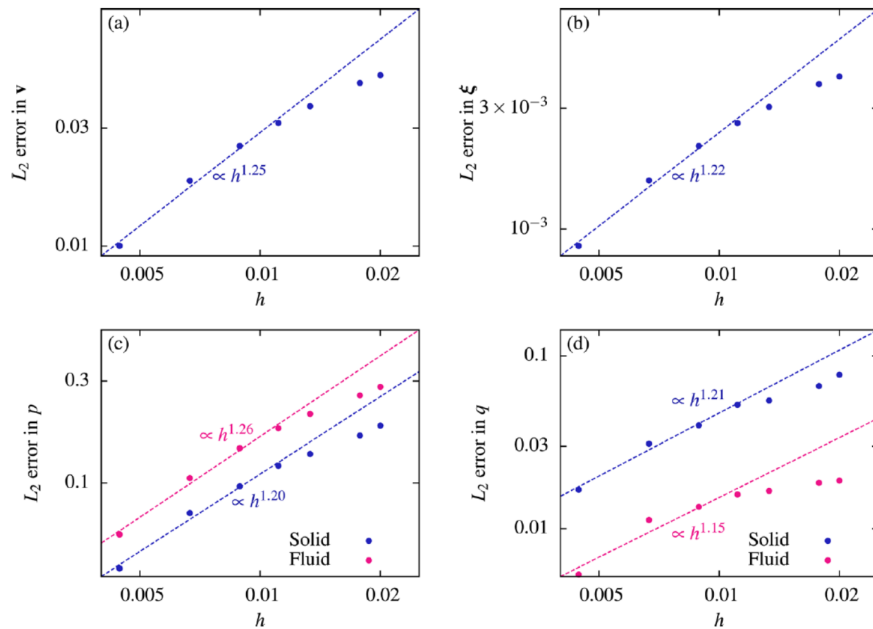 (a)
L₂ error in v
0.03
0.01
∝ h^1.25
0.005 0.01 0.02
h
(b)
L₂ error in ξ
3 × 10⁻³
10⁻³
∝ h^1.22
0.005 0.01 0.02
h
(c)
L₂ error in p
0.3
0.1
∝ h^1.26
∝ h^1.20
Solid
Fluid
0.005 0.01 0.02
h
(d)
L₂ error in q
0.1
0.03
0.01
∝ h^1.21
∝ h^1.15
Solid
Fluid
0.005 0.01 0.02
h